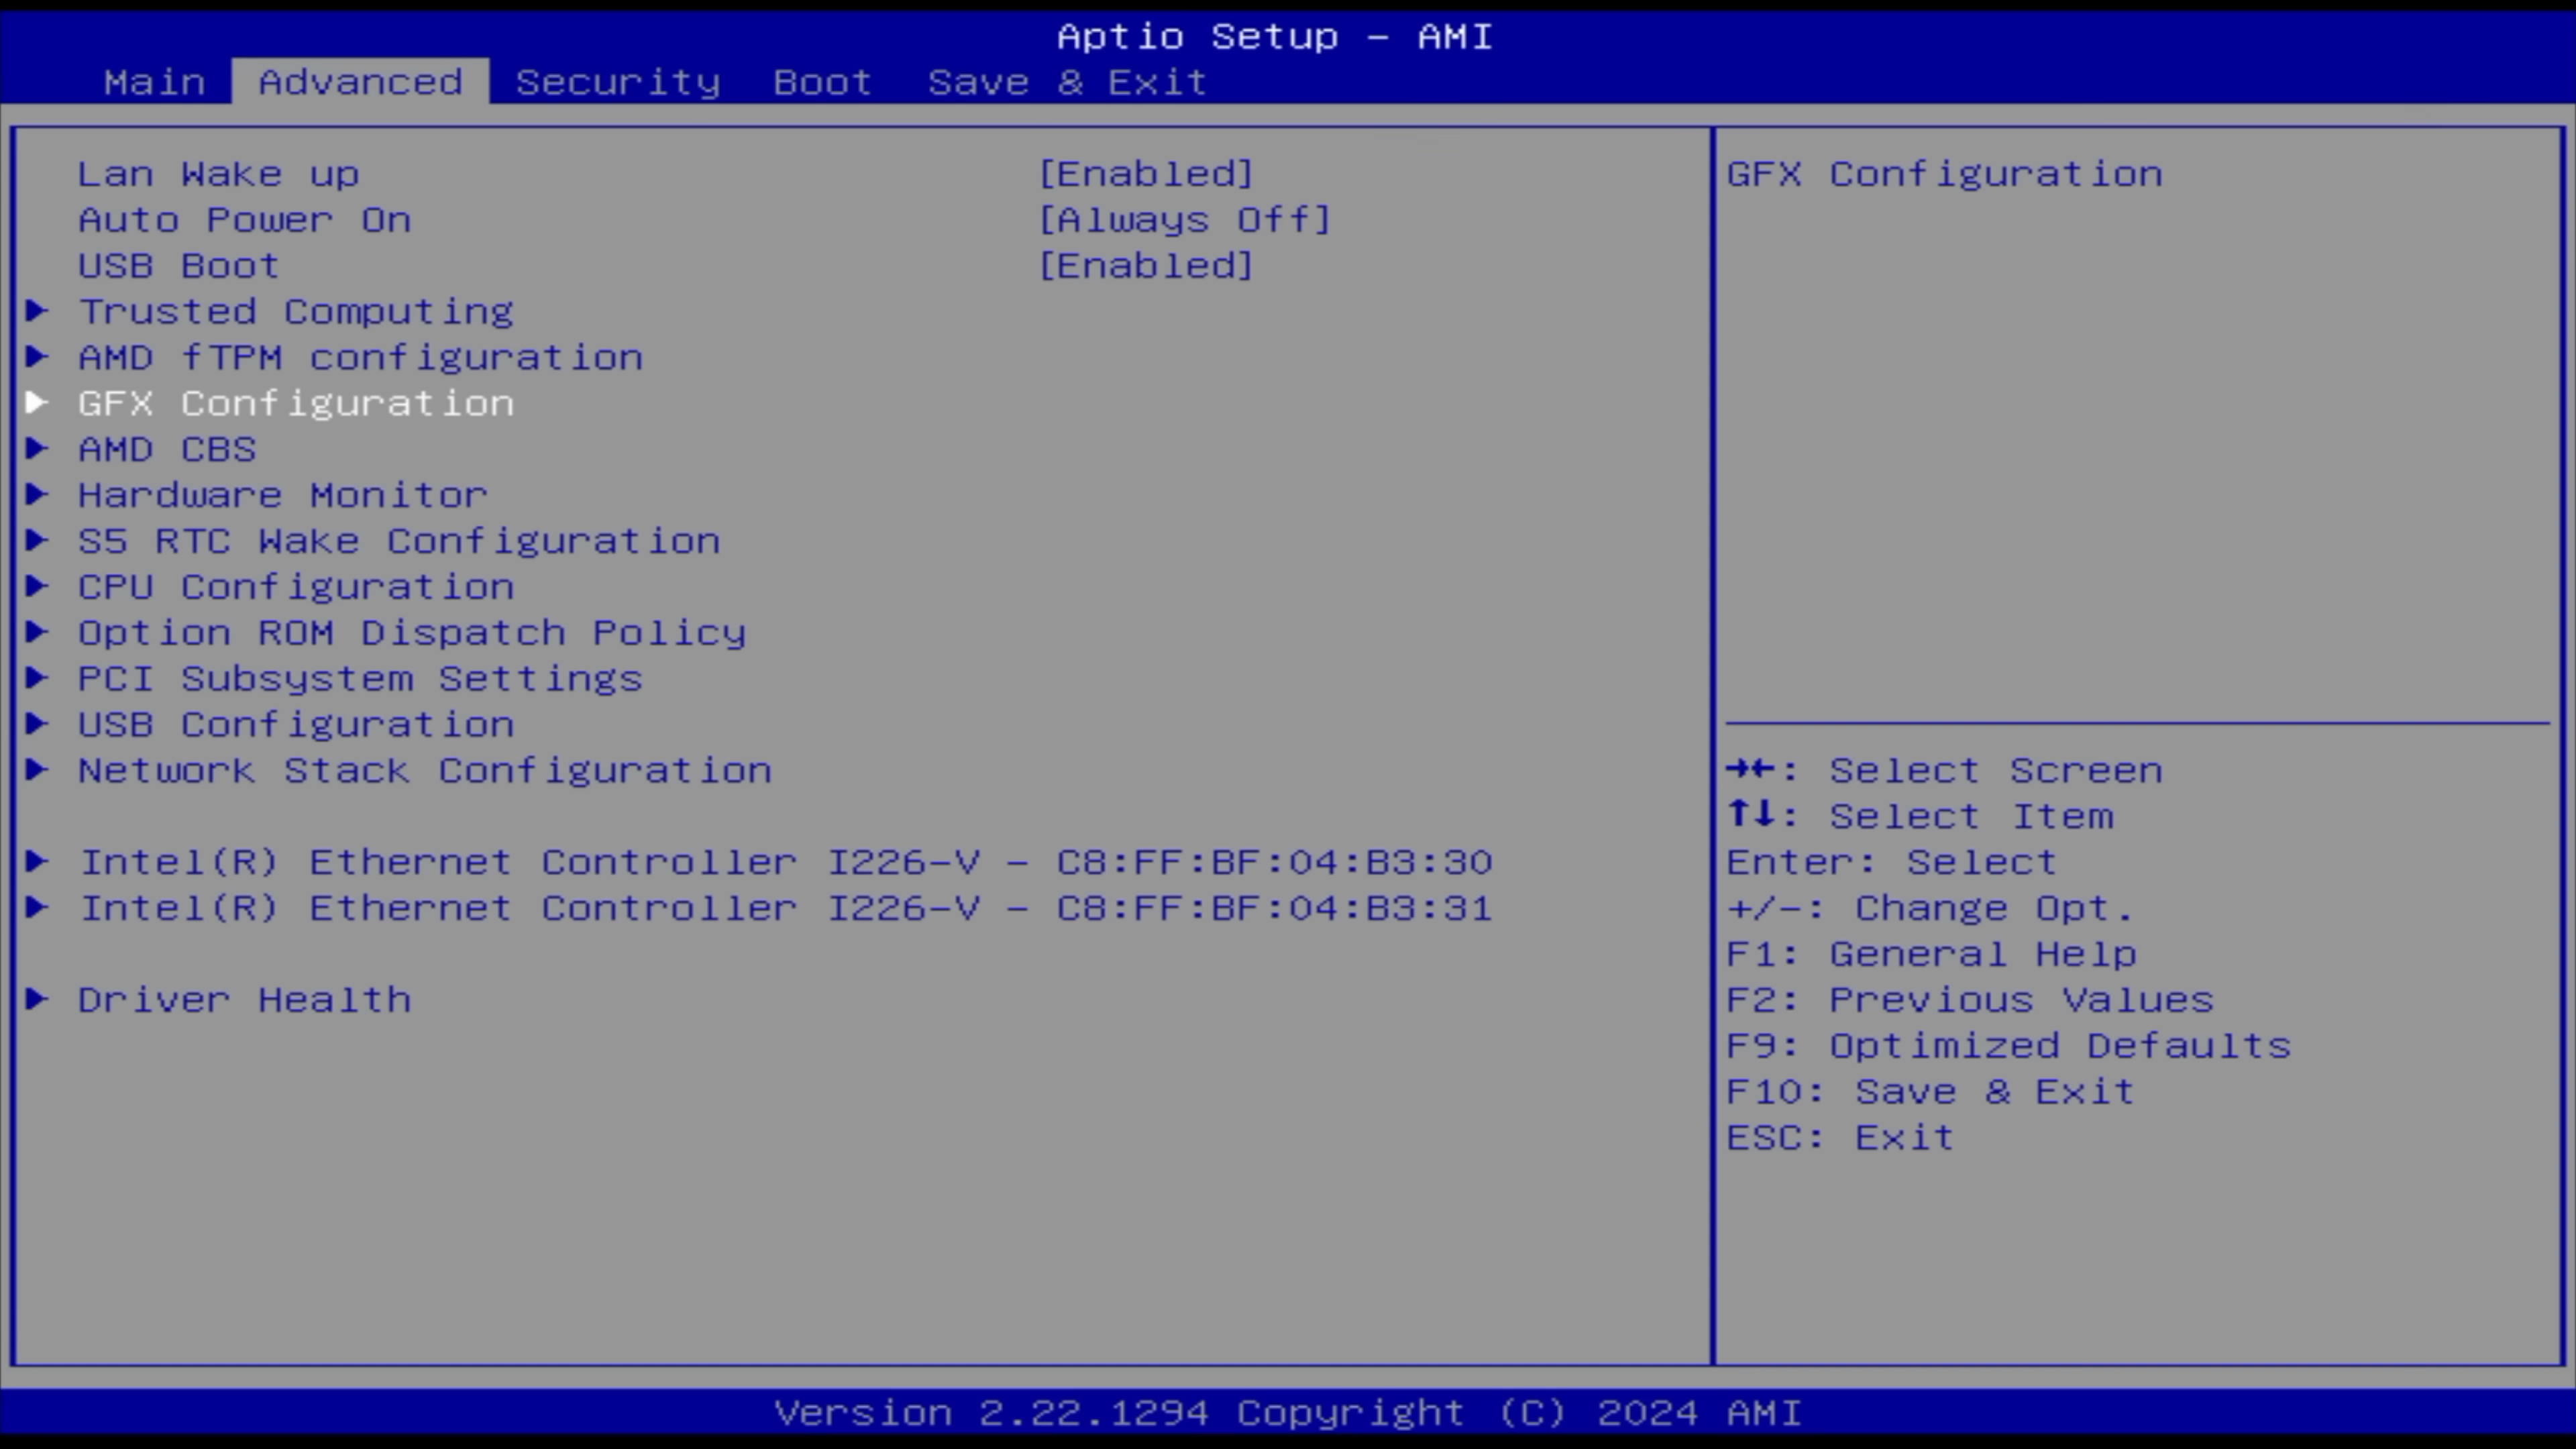 Aptio Setup - AMI
Main Advanced Security Boot Save & Exit
Lan Wake up [Enabled]
Auto Power On [Always Off]
USB Boot [Enabled]
Trusted Computing
AMD fTPM configuration
GFX Configuration
AMD CBS
Hardware Monitor
S5 RTC Wake Configuration
CPU Configuration
Option ROM Dispatch Policy
PCI Subsystem Settings
USB Configuration
Network Stack Configuration
Intel(R) Ethernet Controller I226-V - C8:FF:BF:04:B3:30
Intel(R) Ethernet Controller I226-V - C8:FF:BF:04:B3:31
Driver Health
GFX Configuration
→←: Select Screen
↑↓: Select Item
Enter: Select
+/-: Change Opt.
F1: General Help
F2: Previous Values
F9: Optimized Defaults
F10: Save & Exit
ESC: Exit
Version 2.22.1294 Copyright (C) 2024 AMI